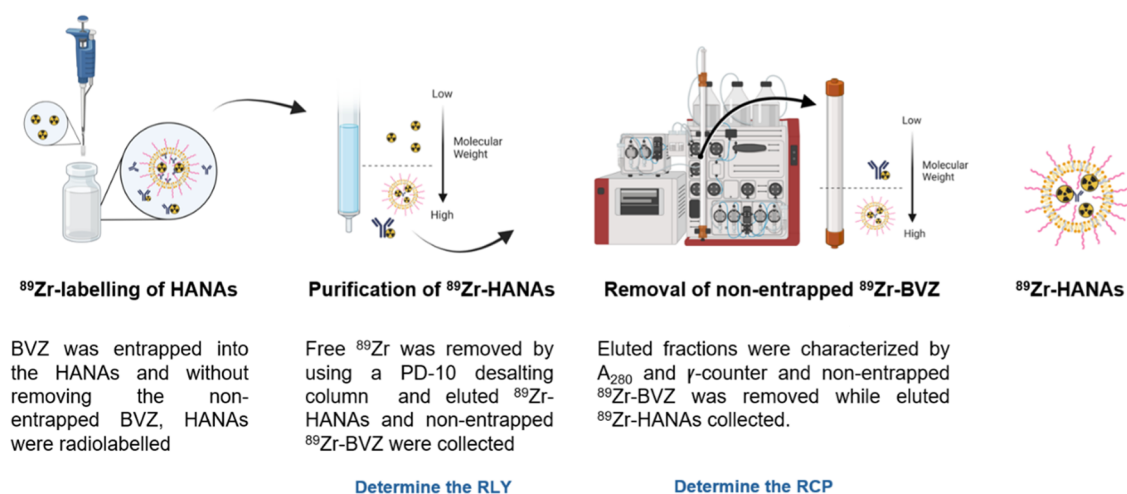 Low
Molecular
Weight
High
Low
Molecular
Weight
High
⁸⁹Zr-labelling of HANAs
Purification of ⁸⁹Zr-HANAs
Removal of non-entrapped ⁸⁹Zr-BVZ
⁸⁹Zr-HANAs
BVZ was entrapped into
the HANAs and without
removing the non-
entrapped BVZ, HANAs
were radiolabelled
Free ⁸⁹Zr was removed by
using a PD-10 desalting
column and eluted ⁸⁹Zr-
HANAs and non-entrapped
⁸⁹Zr-BVZ were collected
Eluted fractions were characterized by
A₂₈₀ and γ-counter and non-entrapped
⁸⁹Zr-BVZ was removed while eluted
⁸⁹Zr-HANAs collected.
Determine the RLY
Determine the RCP